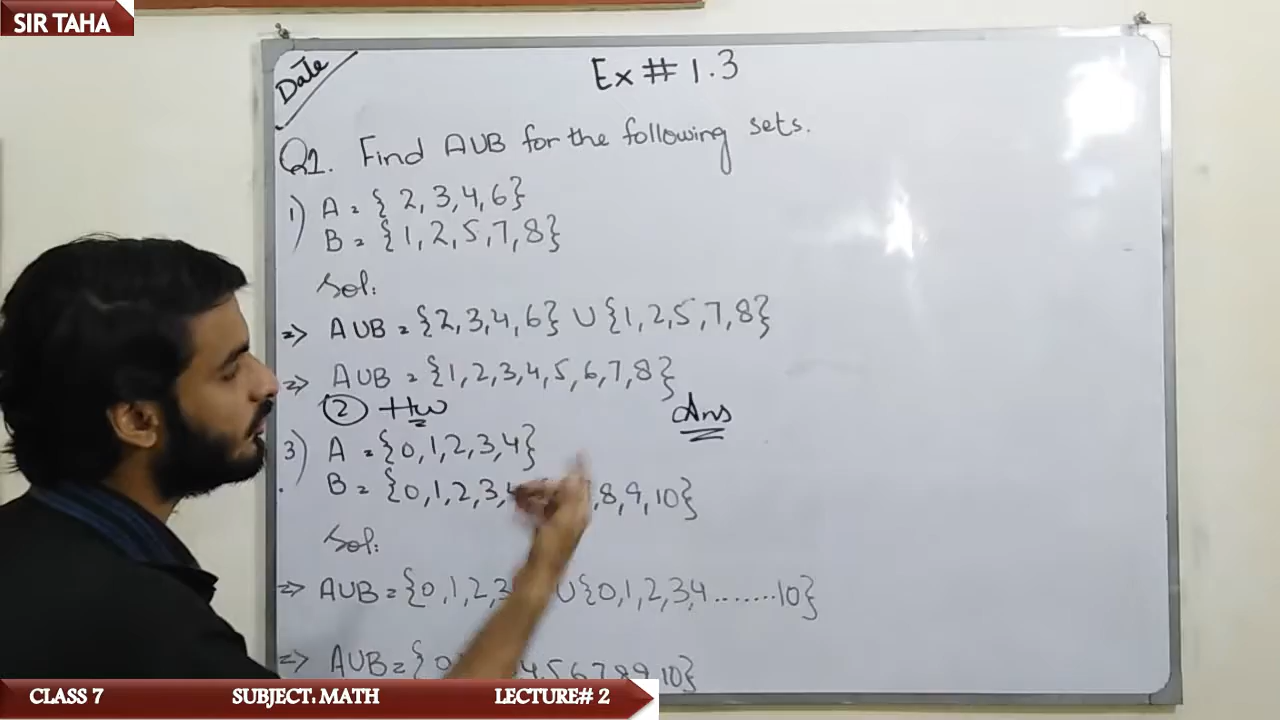 SIR TAHA
Date
Ex # 1.3
Q1. Find AUB for the following sets.
1) A = { 2, 3, 4, 6}
B = {1, 2, 5, 7, 8}
Sol:
=> AUB = {2, 3, 4, 6} U {1, 2, 5, 7, 8}
=> AUB = {1, 2, 3, 4, 5, 6, 7, 8}
Ans
② Hw
3) A = {0, 1, 2, 3, 4}
B = {0, 1, 2, 3, , 8, 9, 10}
Sol:
=> AUB = {0, 1, 2, 3 U {0, 1, 2, 3, 4 ....... 10}
=> AUB = {0 4, 5, 6, 7, 8, 9, 10}
CLASS 7 SUBJECT: MATH LECTURE# 2